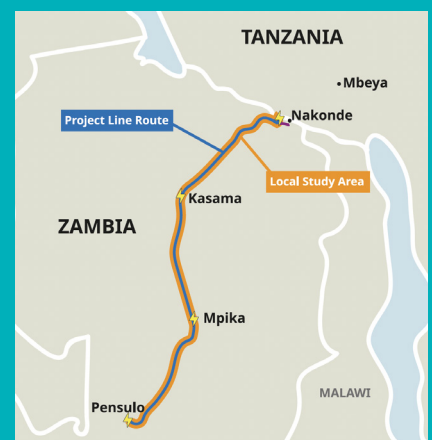 TANZANIA
Mbeya
Nakonde
Project Line Route
Local Study Area
Kasama
ZAMBIA
Mpika
MALAWI
Pensulo